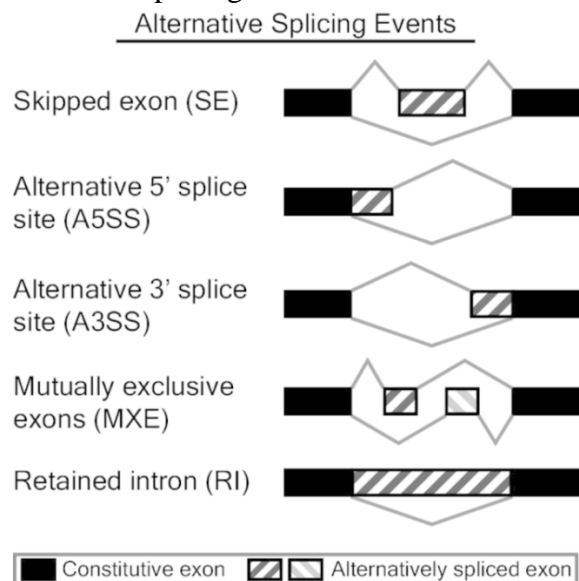 Alternative Splicing Events
Skipped exon (SE)
Alternative 5' splice
site (A5SS)
Alternative 3' splice
site (A3SS)
Mutually exclusive
exons (MXE)
Retained intron (RI)
Constitutive exon
Alternatively spliced exon